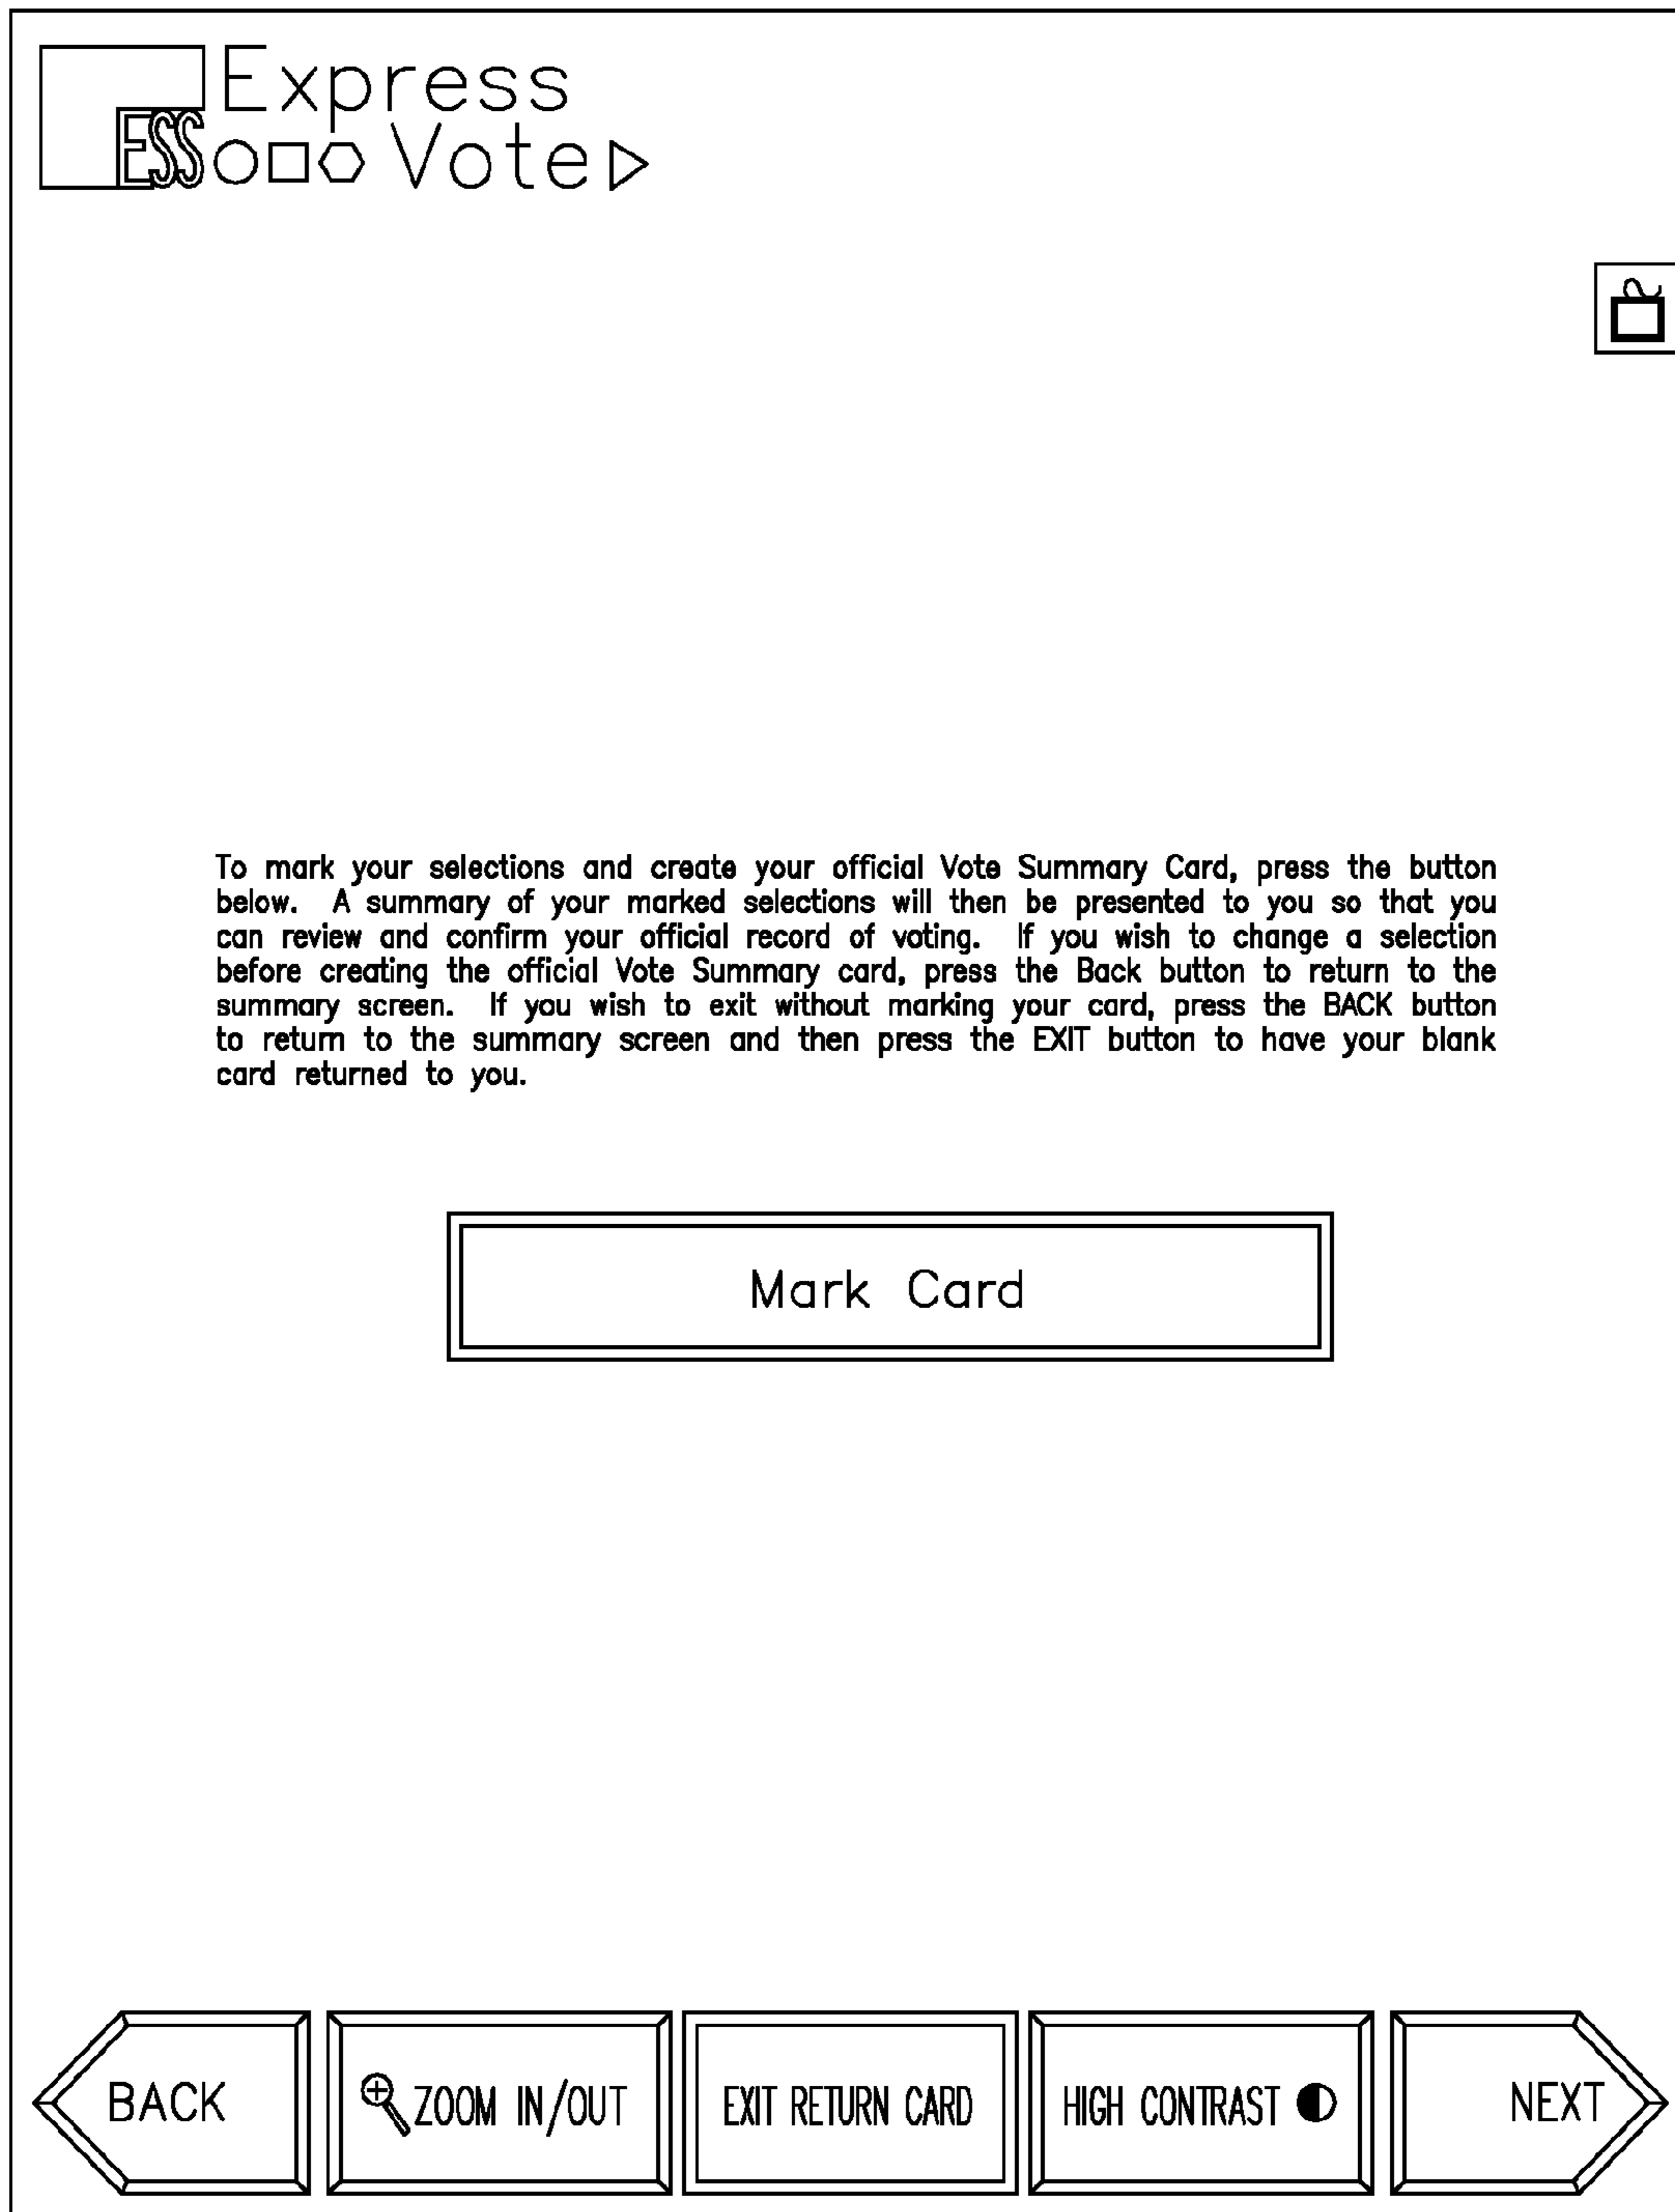 Express
ESS Vote
To mark your selections and create your official Vote Summary Card, press the button
below. A summary of your marked selections will then be presented to you so that you
can review and confirm your official record of voting. If you wish to change a selection
before creating the official Vote Summary card, press the Back button to return to the
summary screen. If you wish to exit without marking your card, press the BACK button
to return to the summary screen and then press the EXIT button to have your blank
card returned to you.
Mark Card
BACK
ZOOM IN/OUT
EXIT RETURN CARD
HIGH CONTRAST
NEXT